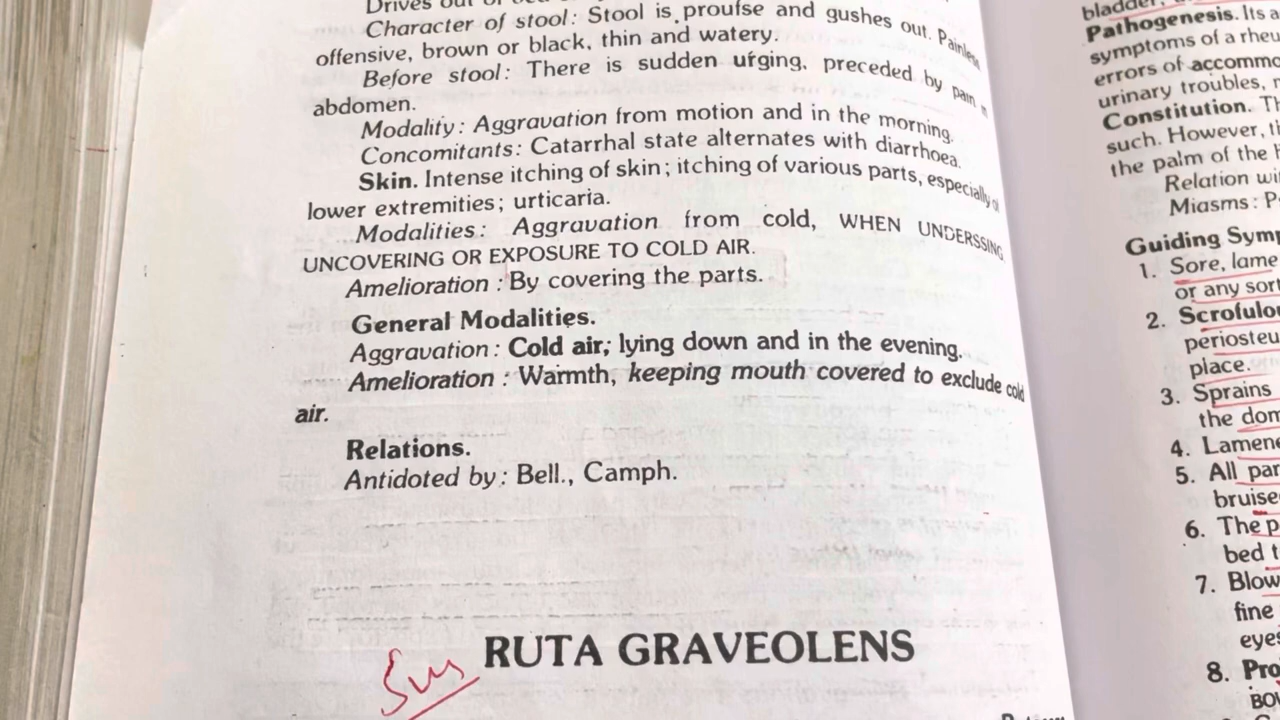 Drives out of
Character of stool: Stool is proufse and gushes out. Painless
offensive, brown or black, thin and watery.
Before stool: There is sudden urging, preceded by pain in
abdomen.
Modality: Aggravation from motion and in the morning.
Concomitants: Catarrhal state alternates with diarrhoea.
Skin. Intense itching of skin; itching of various parts, especially of
lower extremities; urticaria.
Modalities: Aggravation from cold, WHEN UNDERSSING
UNCOVERING OR EXPOSURE TO COLD AIR.
Amelioration: By covering the parts.
General Modalities.
Aggravation: Cold air; lying down and in the evening.
Amelioration: Warmth, keeping mouth covered to exclude cold
air.
Relations.
Antidoted by: Bell., Camph.
RUTA GRAVEOLENS
bladder,
Pathogenesis. Its a
symptoms of a rheu
errors of accommo
urinary troubles,
Constitution. Th
such. However, th
the palm of the
Relation wi
Miasms: P
Guiding Symp
1. Sore, lame
or any sort
2. Scrofulou
periosteu
place.
3. Sprains
the dom
4. Lamene
5. All par
bruise
6. The p
bed t
7. Blow
fine
eyes
8. Pro
BO